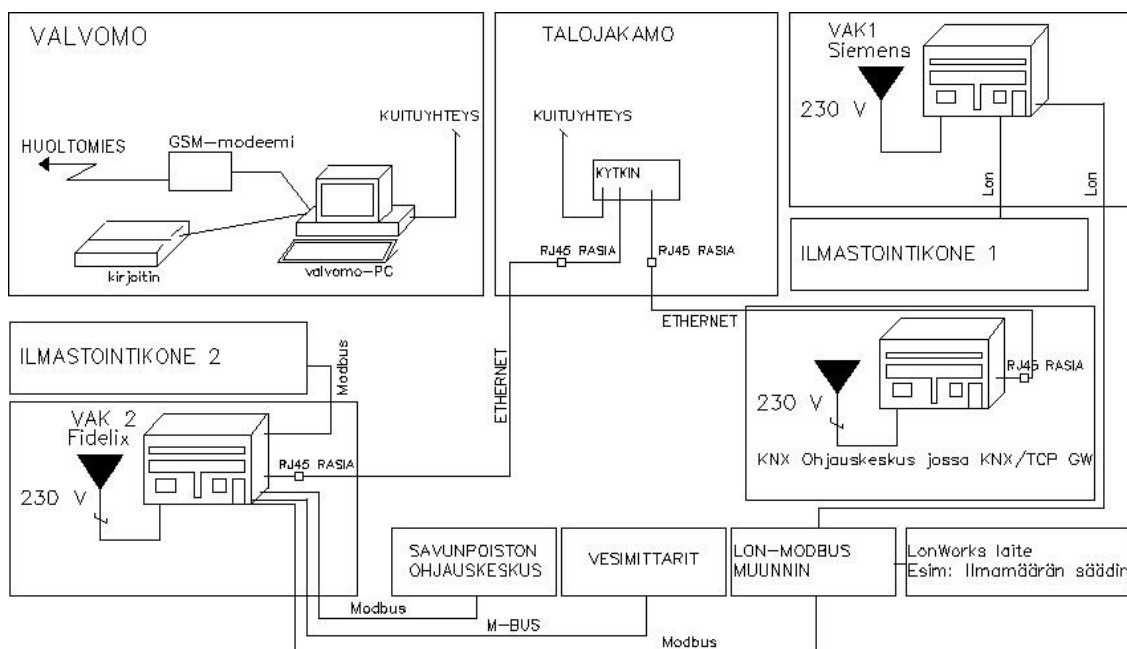 VALVOMO
KUITUYHTEYS
GSM-modeemi
HUOLTOMIES
kirjoitin
valvomo-PC
TALOJAKAMO
KUITUYHTEYS
KYTKIN
RJ45 RASIA
RJ45 RASIA
ETHERNET
ETHERNET
VAK1
Siemens
230 V
Lon
Lon
ILMASTOINTIKONE 1
RJ45 RASIA
230 V
KNX Ohjauskeskus jossa KNX/TCP GW
ILMASTOINTIKONE 2
Modbus
VAK 2
Fidelix
230 V
RJ45 RASIA
SAVUNPOISTON
OHJAUSKESKUS
VESIMITTARIT
LON-MODBUS
MUUNNIN
LonWorks laite
Esim: Ilmamäärän säädin
Modbus
M-BUS
Modbus